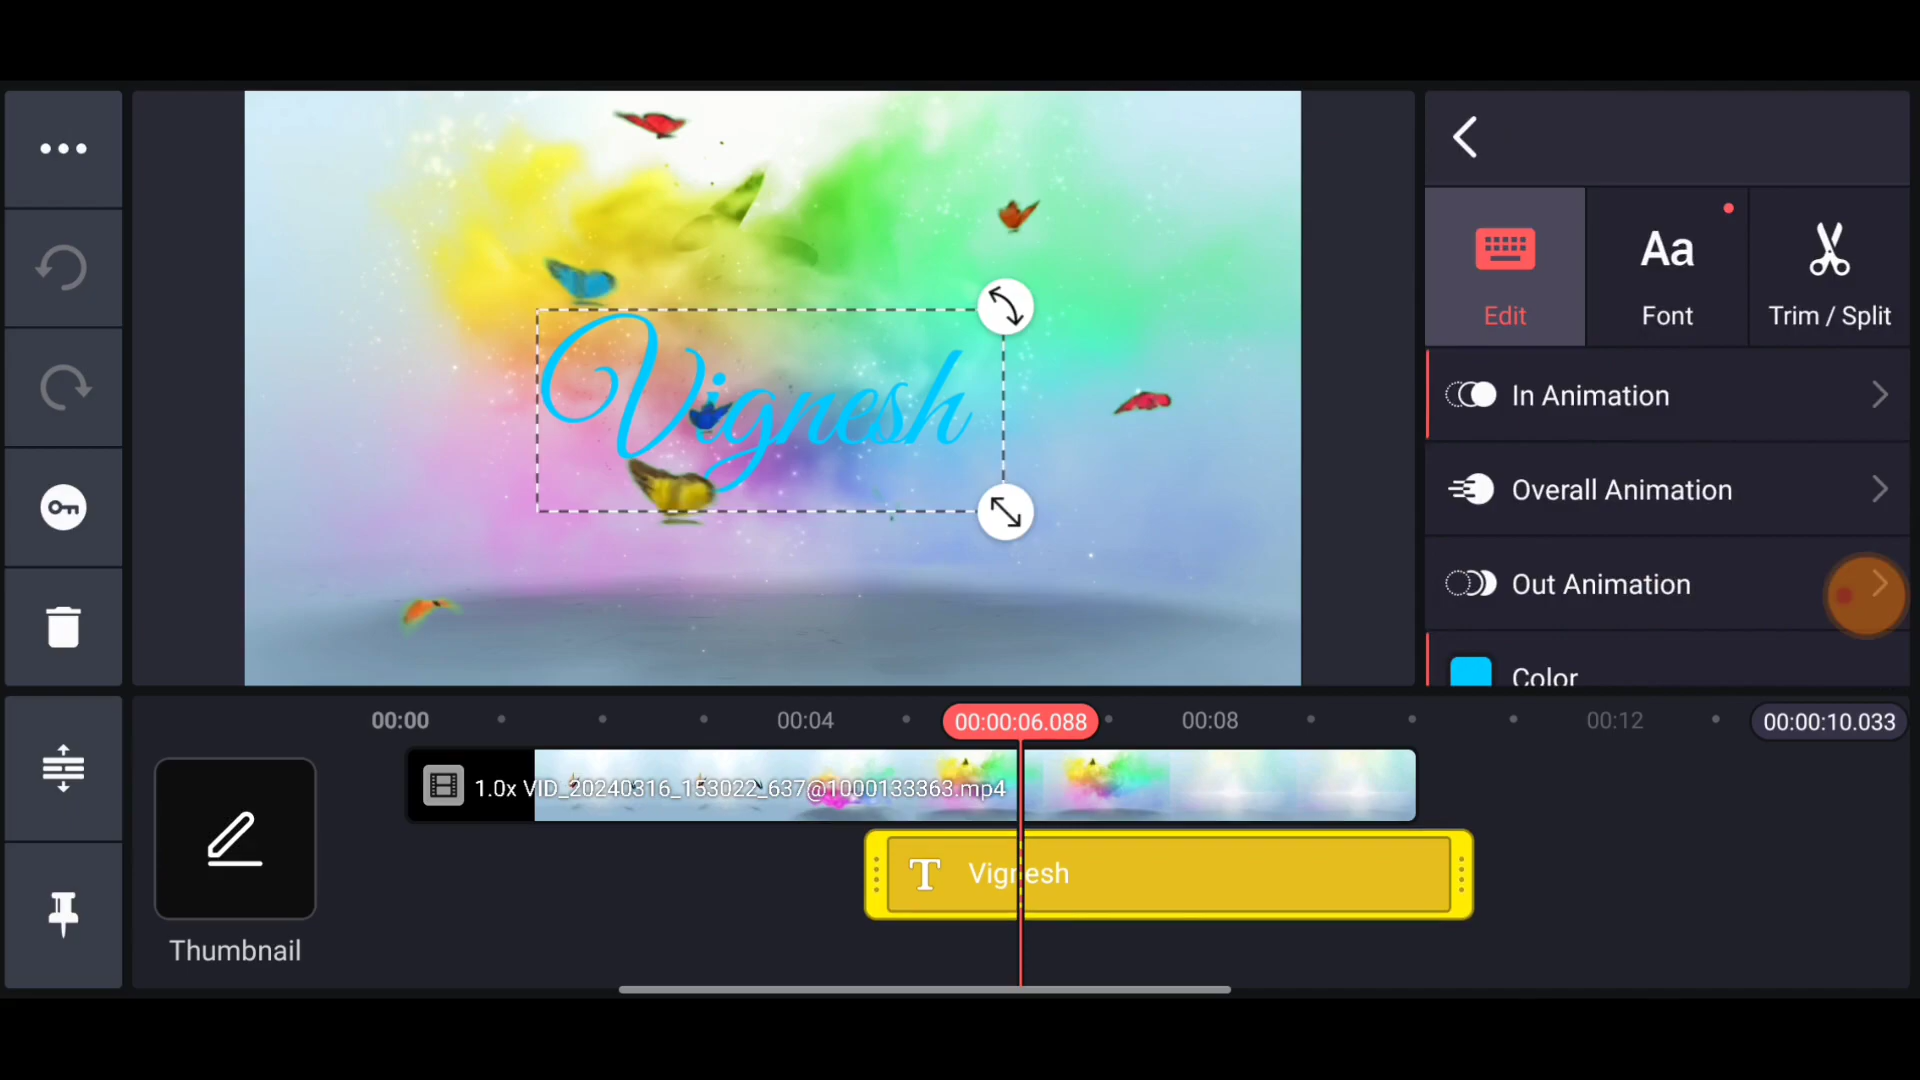 Vignesh
Edit
Aa
Font
Trim / Split
In Animation
Overall Animation
Out Animation
Color
00:00
00:04
00:00:06.088
00:08
00:12
00:00:10.033
1.0x VID_20240316_153022_637@1000133363.mp4
T Vignesh
Thumbnail